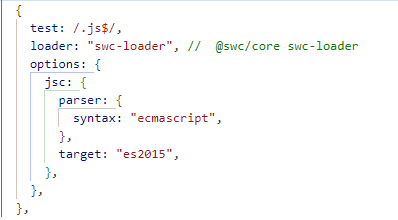 {
test: /.js$/,
loader: "swc-loader", //  @swc/core swc-loader
options: {
jsc: {
parser: {
syntax: "ecmascript",
},
target: "es2015",
},
},
},